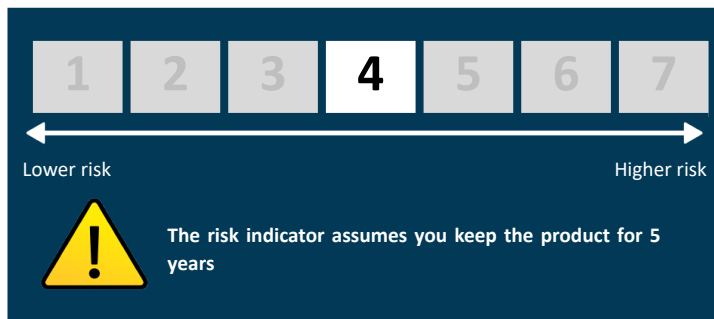 1 2 3 4 5 6 7
Lower risk Higher risk
! The risk indicator assumes you keep the product for 5
years